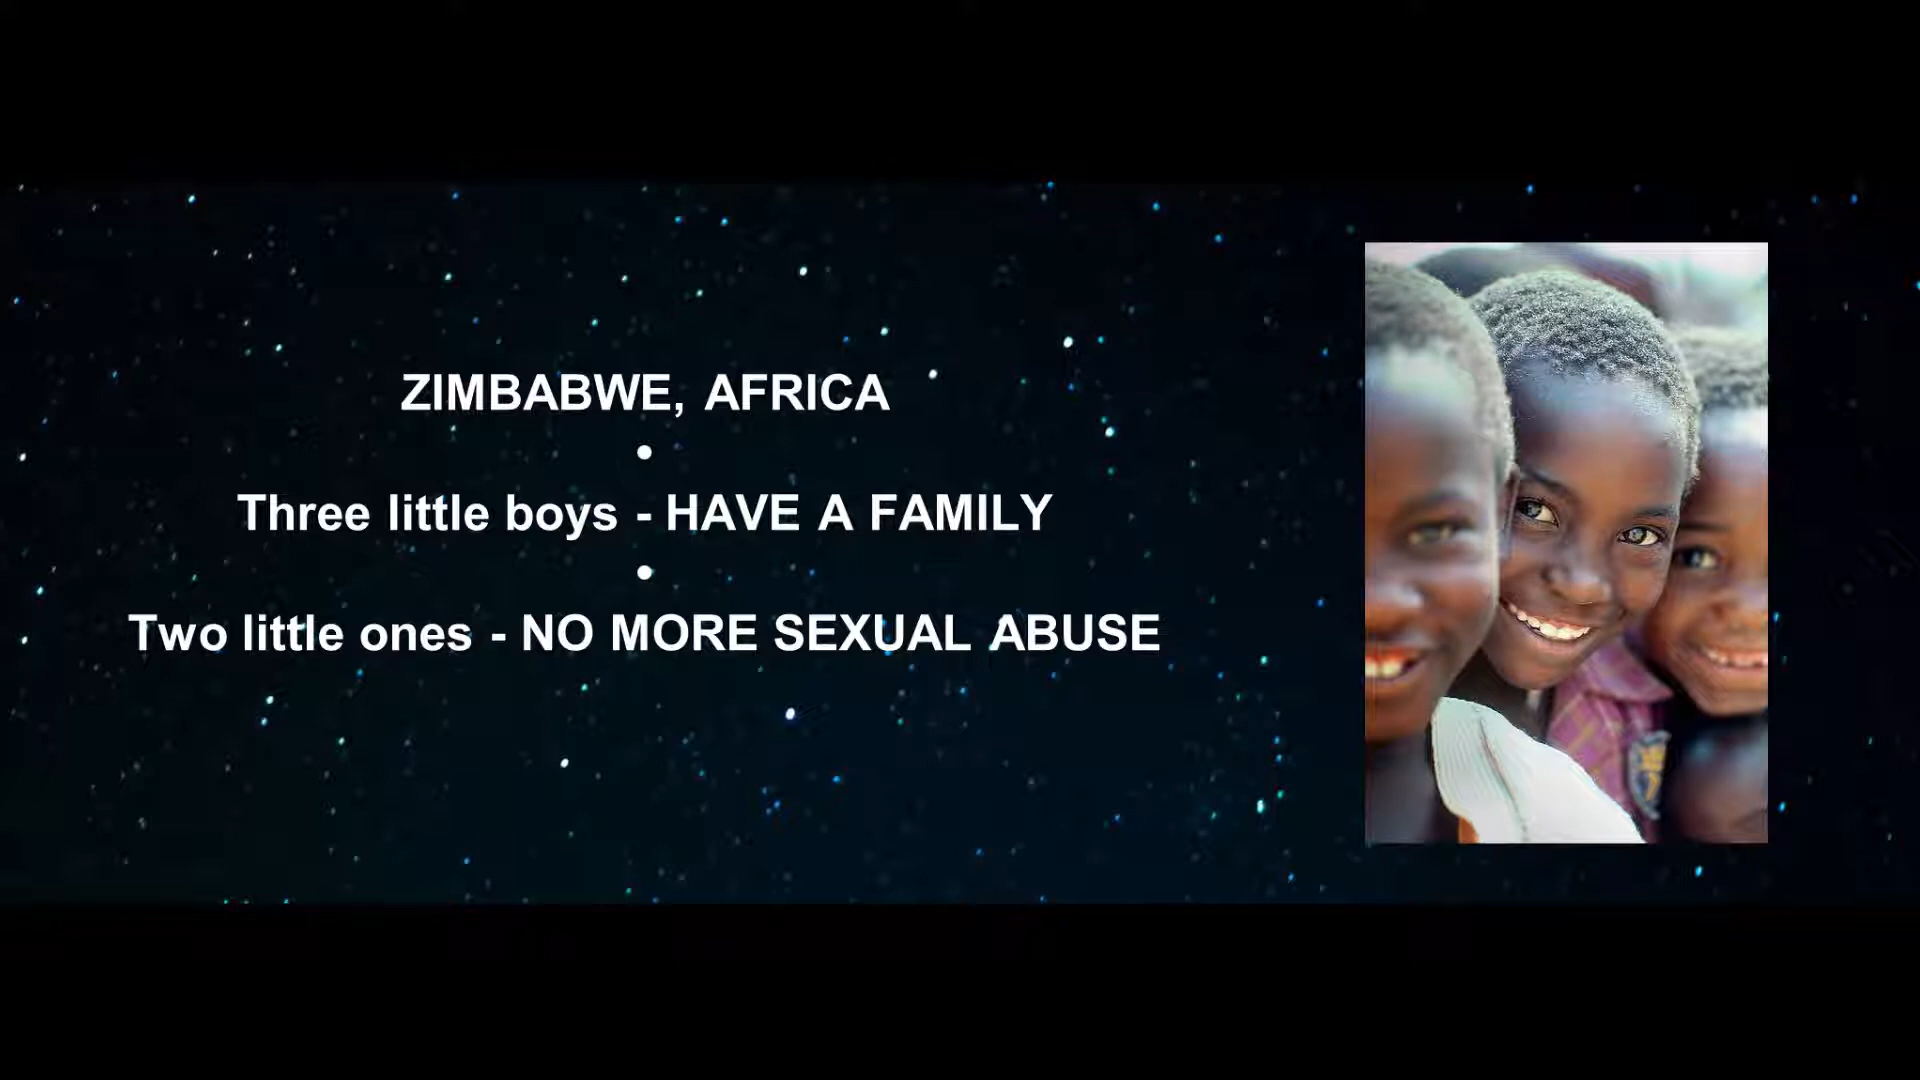 ZIMBABWE, AFRICA
•
Three little boys - HAVE A FAMILY
•
Two little ones - NO MORE SEXUAL ABUSE